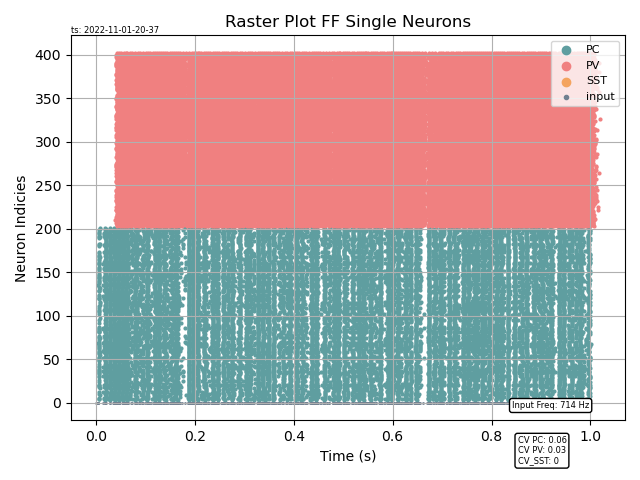 Raster Plot FF Single Neurons
ts: 2022-11-01-20-37
PC
PV
SST
input
Neuron Indicies
400
350
300
250
200
150
100
50
0
Input Freq: 714 Hz
0.0 0.2 0.4 0.6 0.8 1.0
Time (s)
CV PC: 0.06
CV PV: 0.03
CV_SST: 0